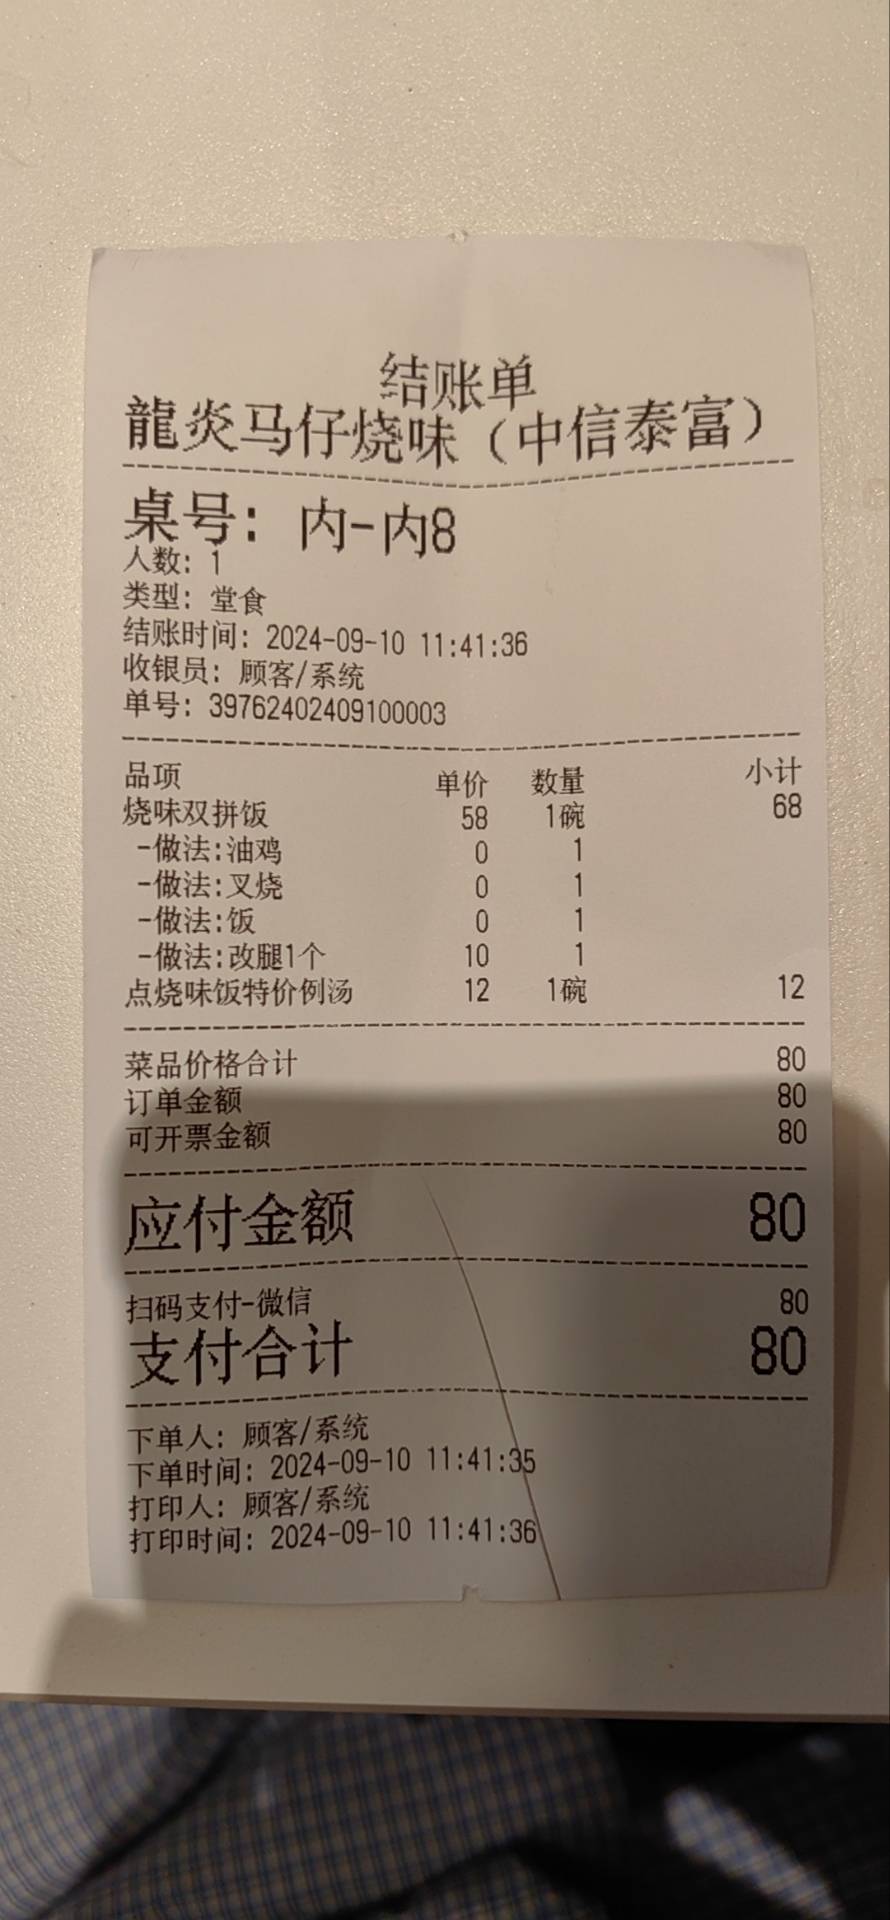 结账单
龍炎马仔烧味（中信泰富）
桌号: 内-内8
人数: 1
类型: 堂食
结账时间: 2024-09-10 11:41:36
收银员: 顾客/系统
单号: 39762402409100003
品项 单价 数量 小计
烧味双拼饭 58 1碗 68
-做法:油鸡 0 1
-做法:叉烧 0 1
-做法:饭 0 1
-做法:改腿1个 10 1
点烧味饭特价例汤 12 1碗 12
菜品价格合计 80
订单金额 80
可开票金额 80
应付金额 80
扫码支付-微信 80
支付合计 80
下单人: 顾客/系统
下单时间: 2024-09-10 11:41:35
打印人: 顾客/系统
打印时间: 2024-09-10 11:41:36